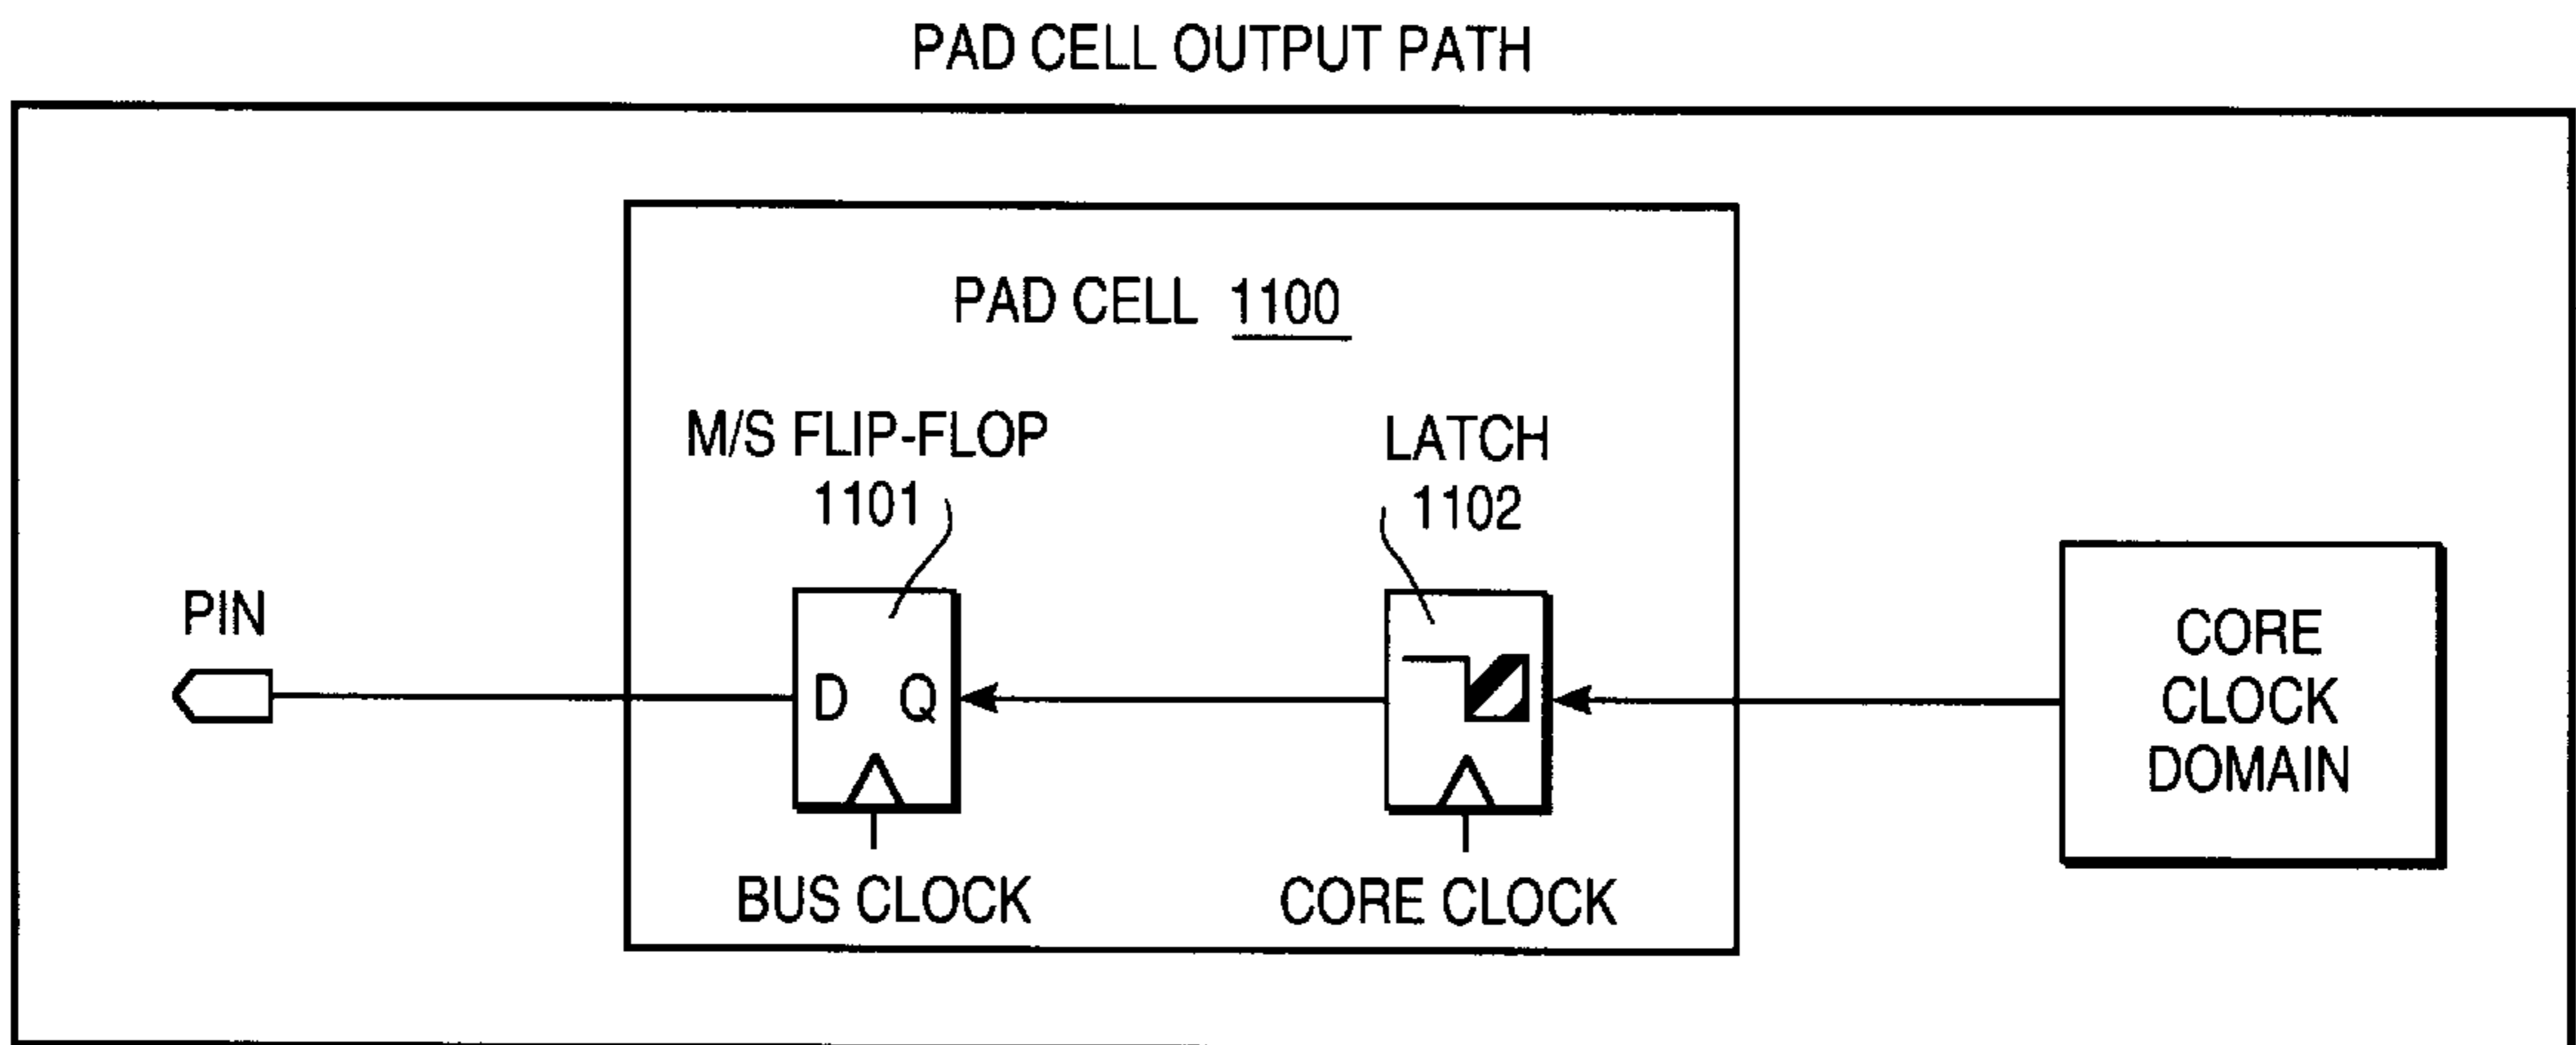 PAD CELL OUTPUT PATH
PAD CELL 1100
M/S FLIP-FLOP
1101
LATCH
1102
PIN
D Q
CORE
CLOCK
DOMAIN
BUS CLOCK
CORE CLOCK